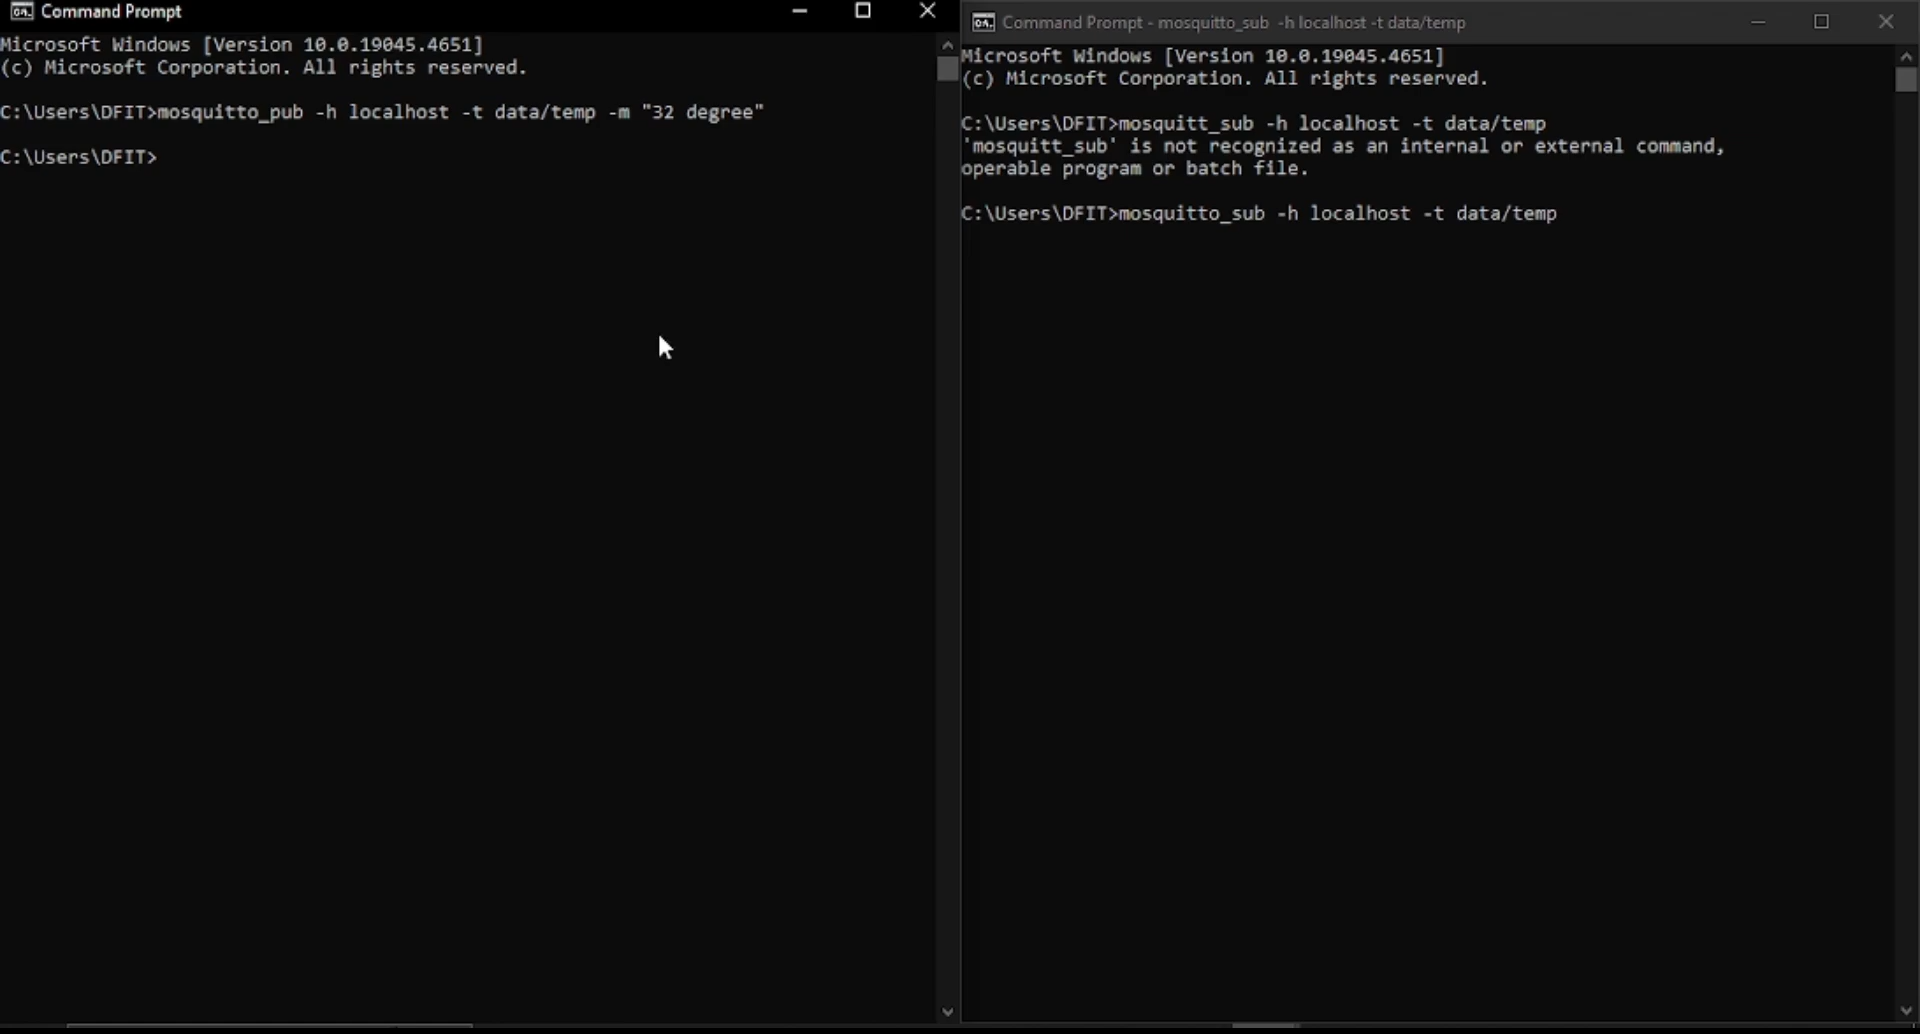 Command Prompt
Microsoft Windows [Version 10.0.19045.4651]
(c) Microsoft Corporation. All rights reserved.
C:\Users\DFIT>mosquitto_pub -h localhost -t data/temp -m "32 degree"
C:\Users\DFIT>
Command Prompt - mosquitto_sub -h localhost -t data/temp
Microsoft Windows [Version 10.0.19045.4651]
(c) Microsoft Corporation. All rights reserved.
C:\Users\DFIT>mosquitt_sub -h localhost -t data/temp
'mosquitt_sub' is not recognized as an internal or external command,
operable program or batch file.
C:\Users\DFIT>mosquitto_sub -h localhost -t data/temp